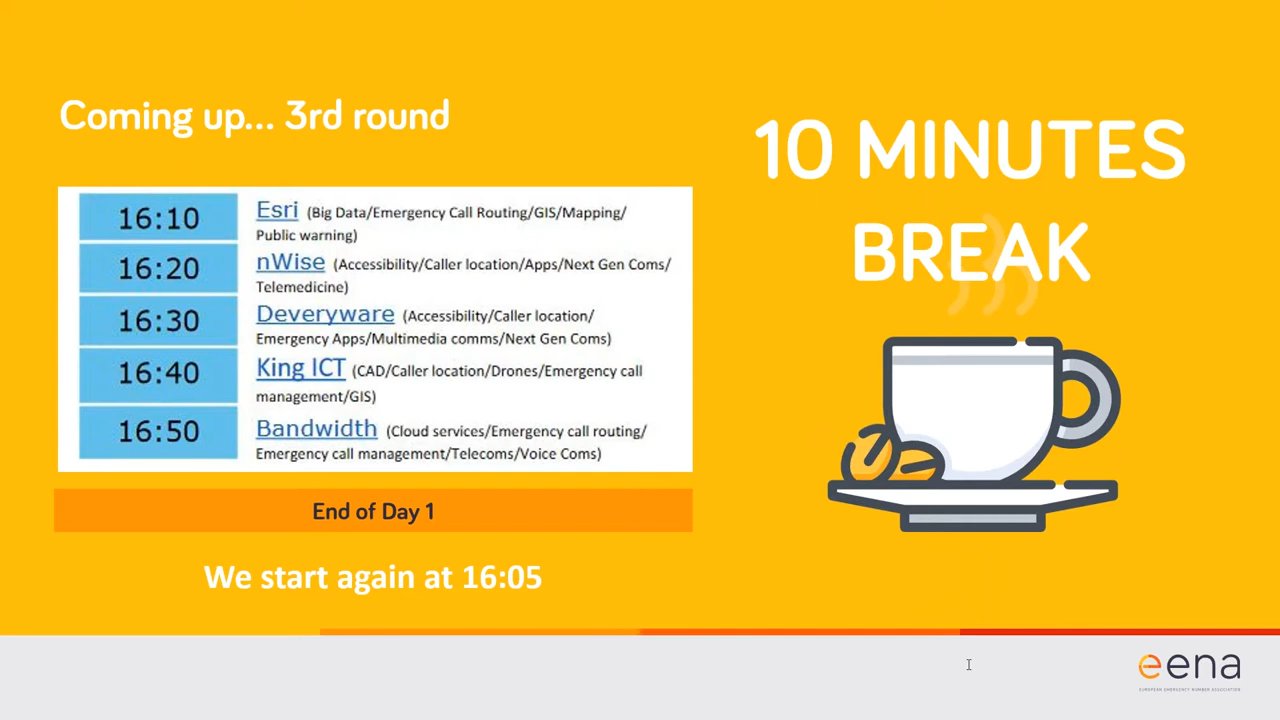 Coming up... 3rd round
16:10 Esri (Big Data/Emergency Call Routing/GIS/Mapping/
Public warning)
16:20 nWise (Accessibility/Caller location/Apps/Next Gen Coms/
Telemedicine)
16:30 Deveryware (Accessibility/Caller location/
Emergency Apps/Multimedia comms/Next Gen Coms)
16:40 King ICT (CAD/Caller location/Drones/Emergency call
management/GIS)
16:50 Bandwidth (Cloud services/Emergency call routing/
Emergency call management/Telecoms/Voice Coms)
End of Day 1
We start again at 16:05
10 MINUTES
BREAK
eena
EUROPEAN EMERGENCY NUMBER ASSOCIATION